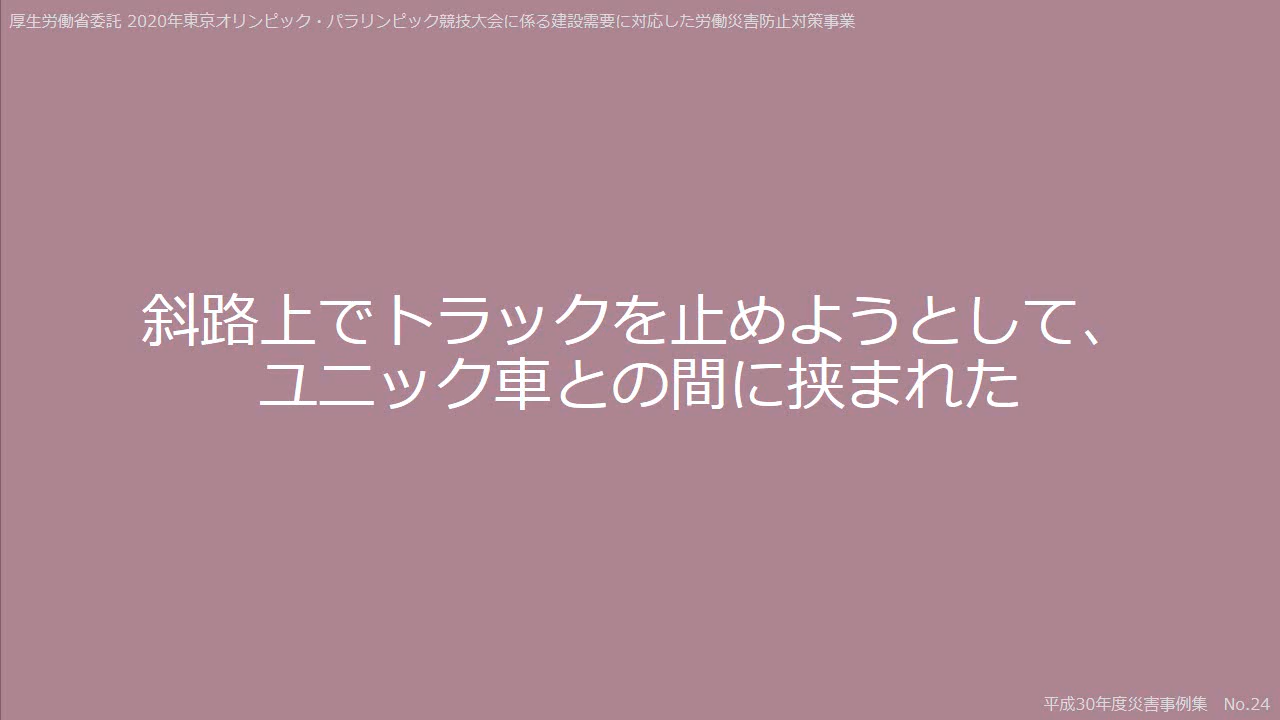 厚生労働省委託 2020年東京オリンピック・パラリンピック競技大会に係る建設需要に対応した労働災害防止対策事業
斜路上でトラックを止めようとして、
ユニック車との間に挟まれた
平成30年度災害事例集　No.24